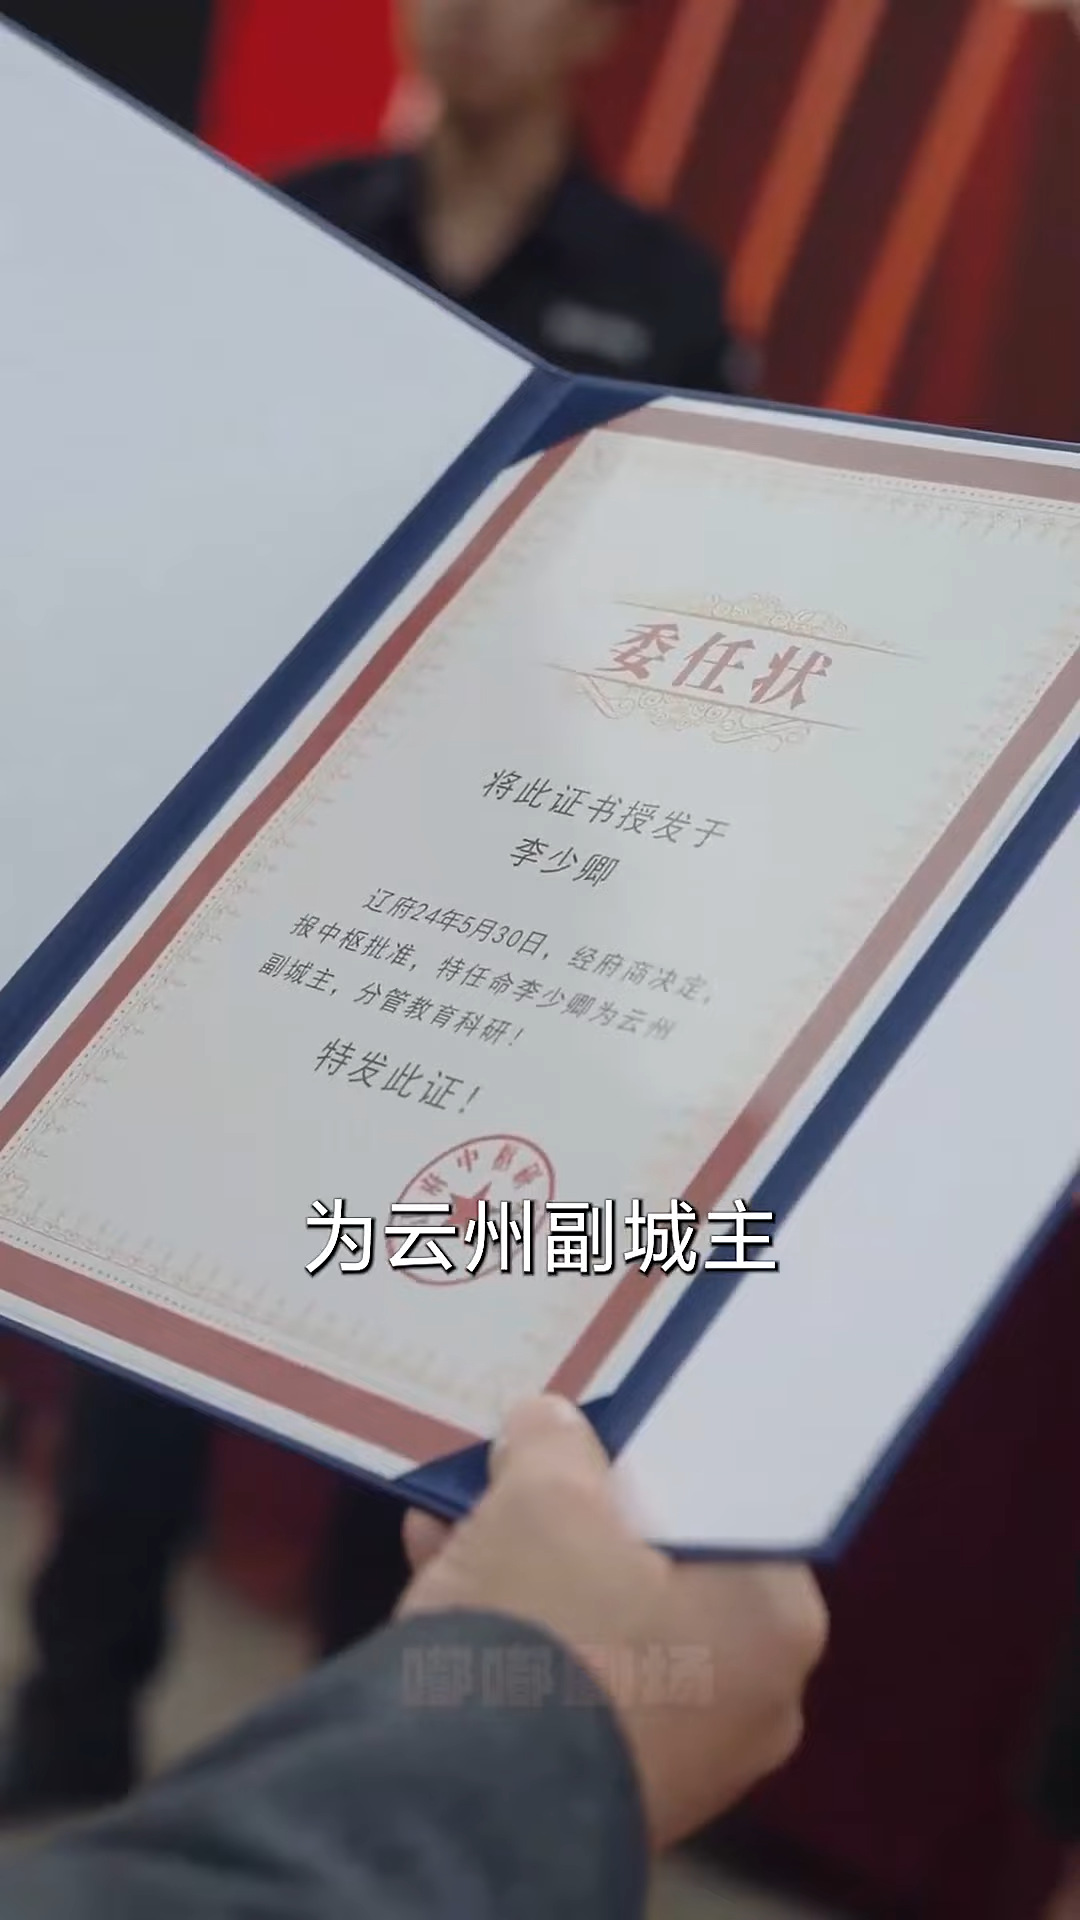 委任状
将此证书授发于
李少卿
辽府24年5月30日，经府商决定，
报中枢批准，特任命李少卿为云州
副城主，分管教育科研！
特发此证！
府中枢
为云州副城主
嘟嘟剧场